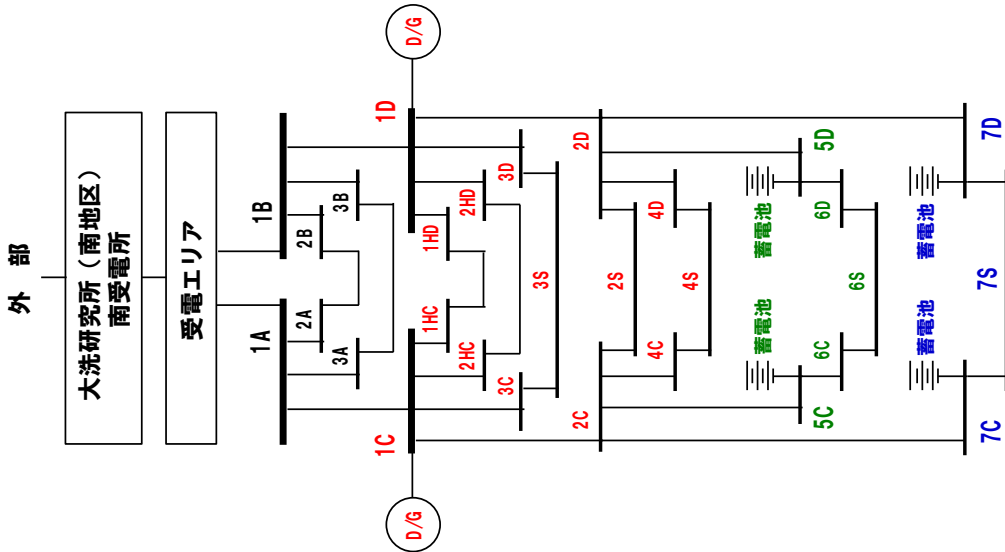 外 部
大洗研究所（南地区）
南受電所
受電エリア
1A
1B
2A
2B
3A
3B
D/G
1C
1D
D/G
1HC
1HD
2HC
2HD
3C
3D
3S
2C
2D
2S
4C
4D
4S
蓄電池
蓄電池
5C
5D
6C
6D
6S
蓄電池
蓄電池
7C
7D
7S